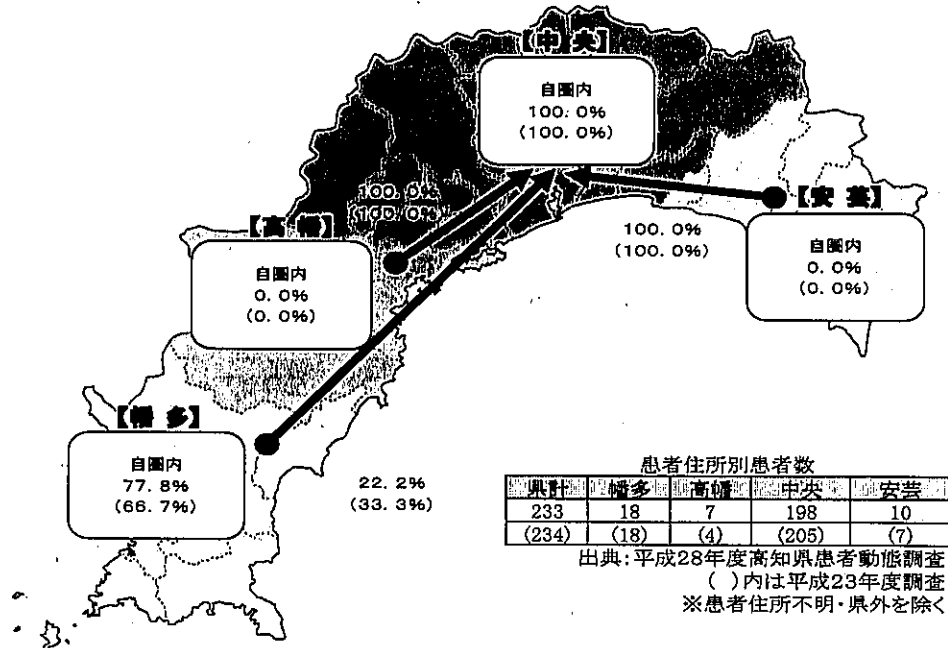 【中央】
自圏内
100.0%
(100.0%)
100.0%
(100.0%)
【高幡】
自圏内
0.0%
(0.0%)
100.0%
(100.0%)
【安芸】
自圏内
0.0%
(0.0%)
【幡多】
自圏内
77.8%
(66.7%)
22.2%
(33.3%)
患者住所別患者数
県計 幡多 高幡 中央 安芸
233 18 7 198 10
(234) (18) (4) (205) (7)
出典:平成28年度高知県患者動態調査
( )内は平成23年度調査
※患者住所不明・県外を除く